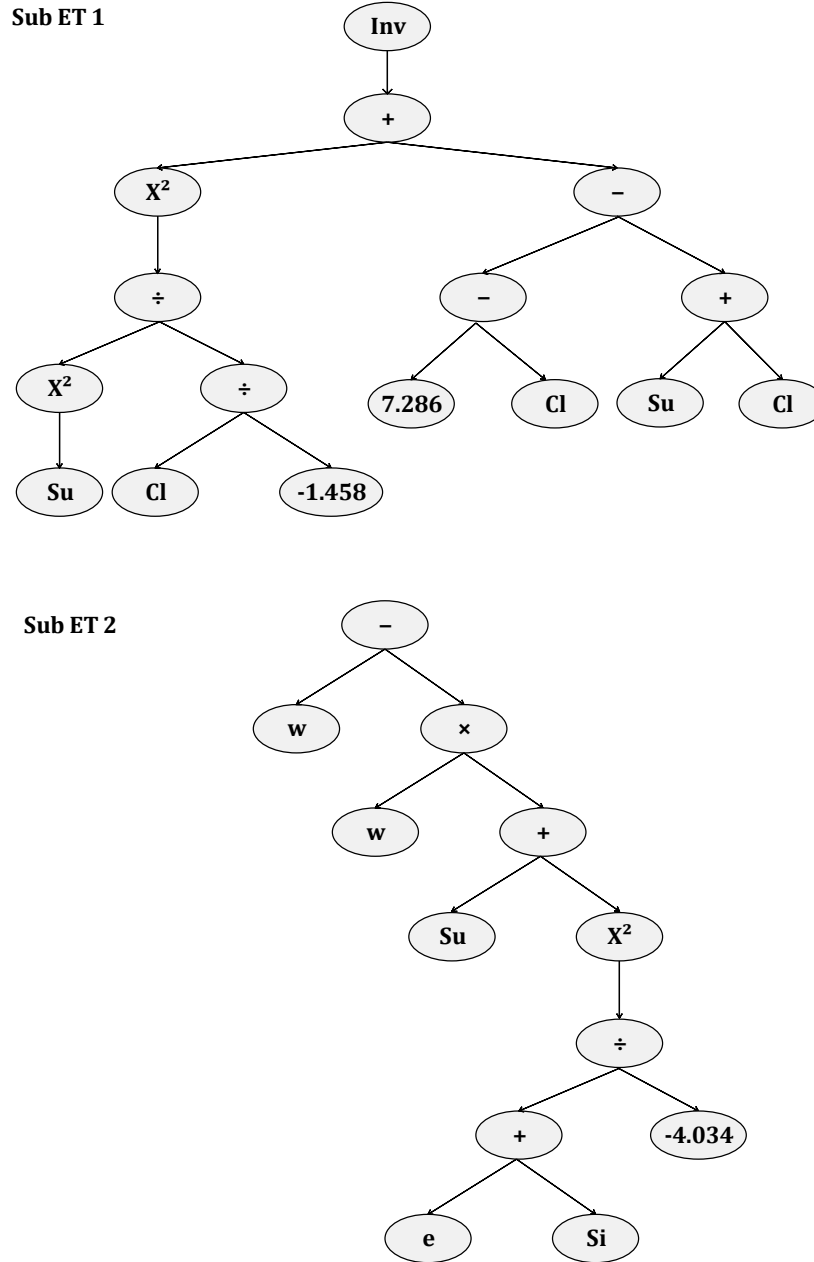 Sub ET 1
Inv
+
X²
−
÷
−
+
X²
÷
7.286
Cl
Su
Cl
Su
Cl
-1.458
Sub ET 2
−
w
×
w
+
Su
X²
÷
+
-4.034
e
Si